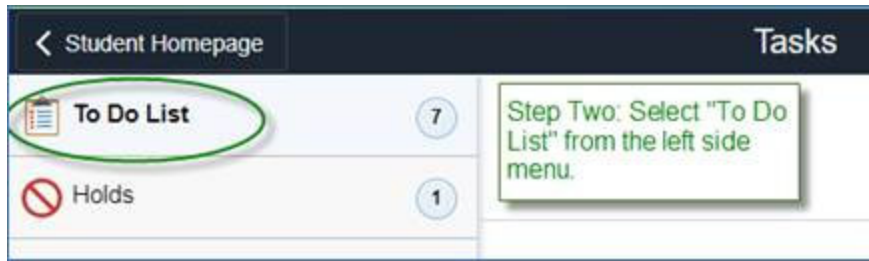 Student Homepage
Tasks
To Do List
7
Step Two: Select "To Do
List" from the left side
menu.
Holds
1